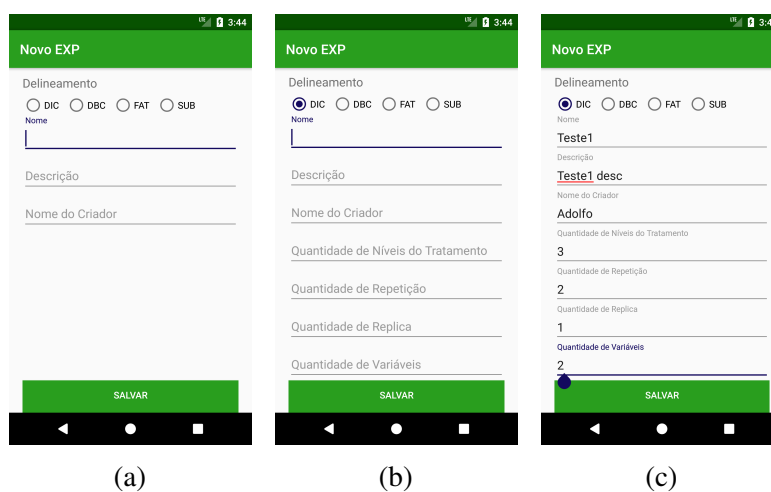 LTE 3:44
Novo EXP
Delineamento
DIC DBC FAT SUB
Nome
Descrição
Nome do Criador
SALVAR
(a)
LTE 3:44
Novo EXP
Delineamento
DIC DBC FAT SUB
Nome
Descrição
Nome do Criador
Quantidade de Níveis do Tratamento
Quantidade de Repetição
Quantidade de Replica
Quantidade de Variáveis
SALVAR
(b)
LTE 3:4
Novo EXP
Delineamento
DIC DBC FAT SUB
Nome
Teste1
Descrição
Teste1 desc
Nome do Criador
Adolfo
Quantidade de Níveis do Tratamento
3
Quantidade de Repetição
2
Quantidade de Replica
1
Quantidade de Variáveis
2
SALVAR
(c)